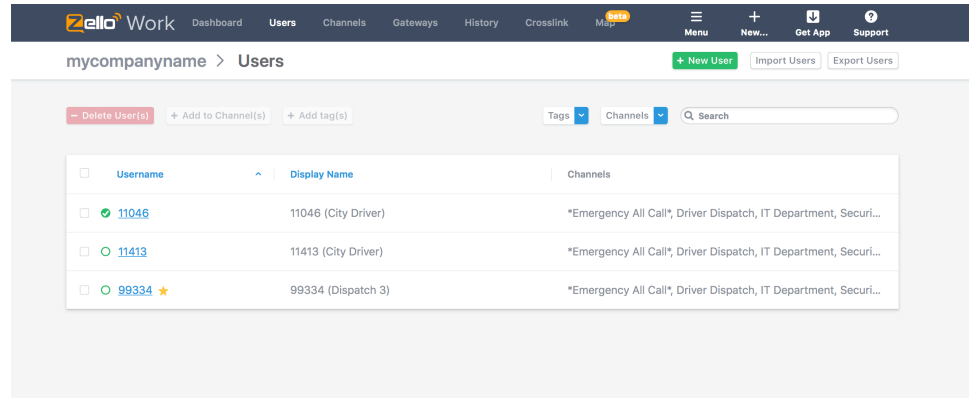 Zello Work Dashboard Users Channels Gateways History Crosslink Map beta Menu New... Get App Support
mycompanyname > Users + New User Import Users Export Users
− Delete User(s) + Add to Channel(s) + Add tag(s) Tags Channels Search
Username Display Name Channels
11046 11046 (City Driver) *Emergency All Call*, Driver Dispatch, IT Department, Securi...
11413 11413 (City Driver) *Emergency All Call*, Driver Dispatch, IT Department, Securi...
99334 99334 (Dispatch 3) *Emergency All Call*, Driver Dispatch, IT Department, Securi...